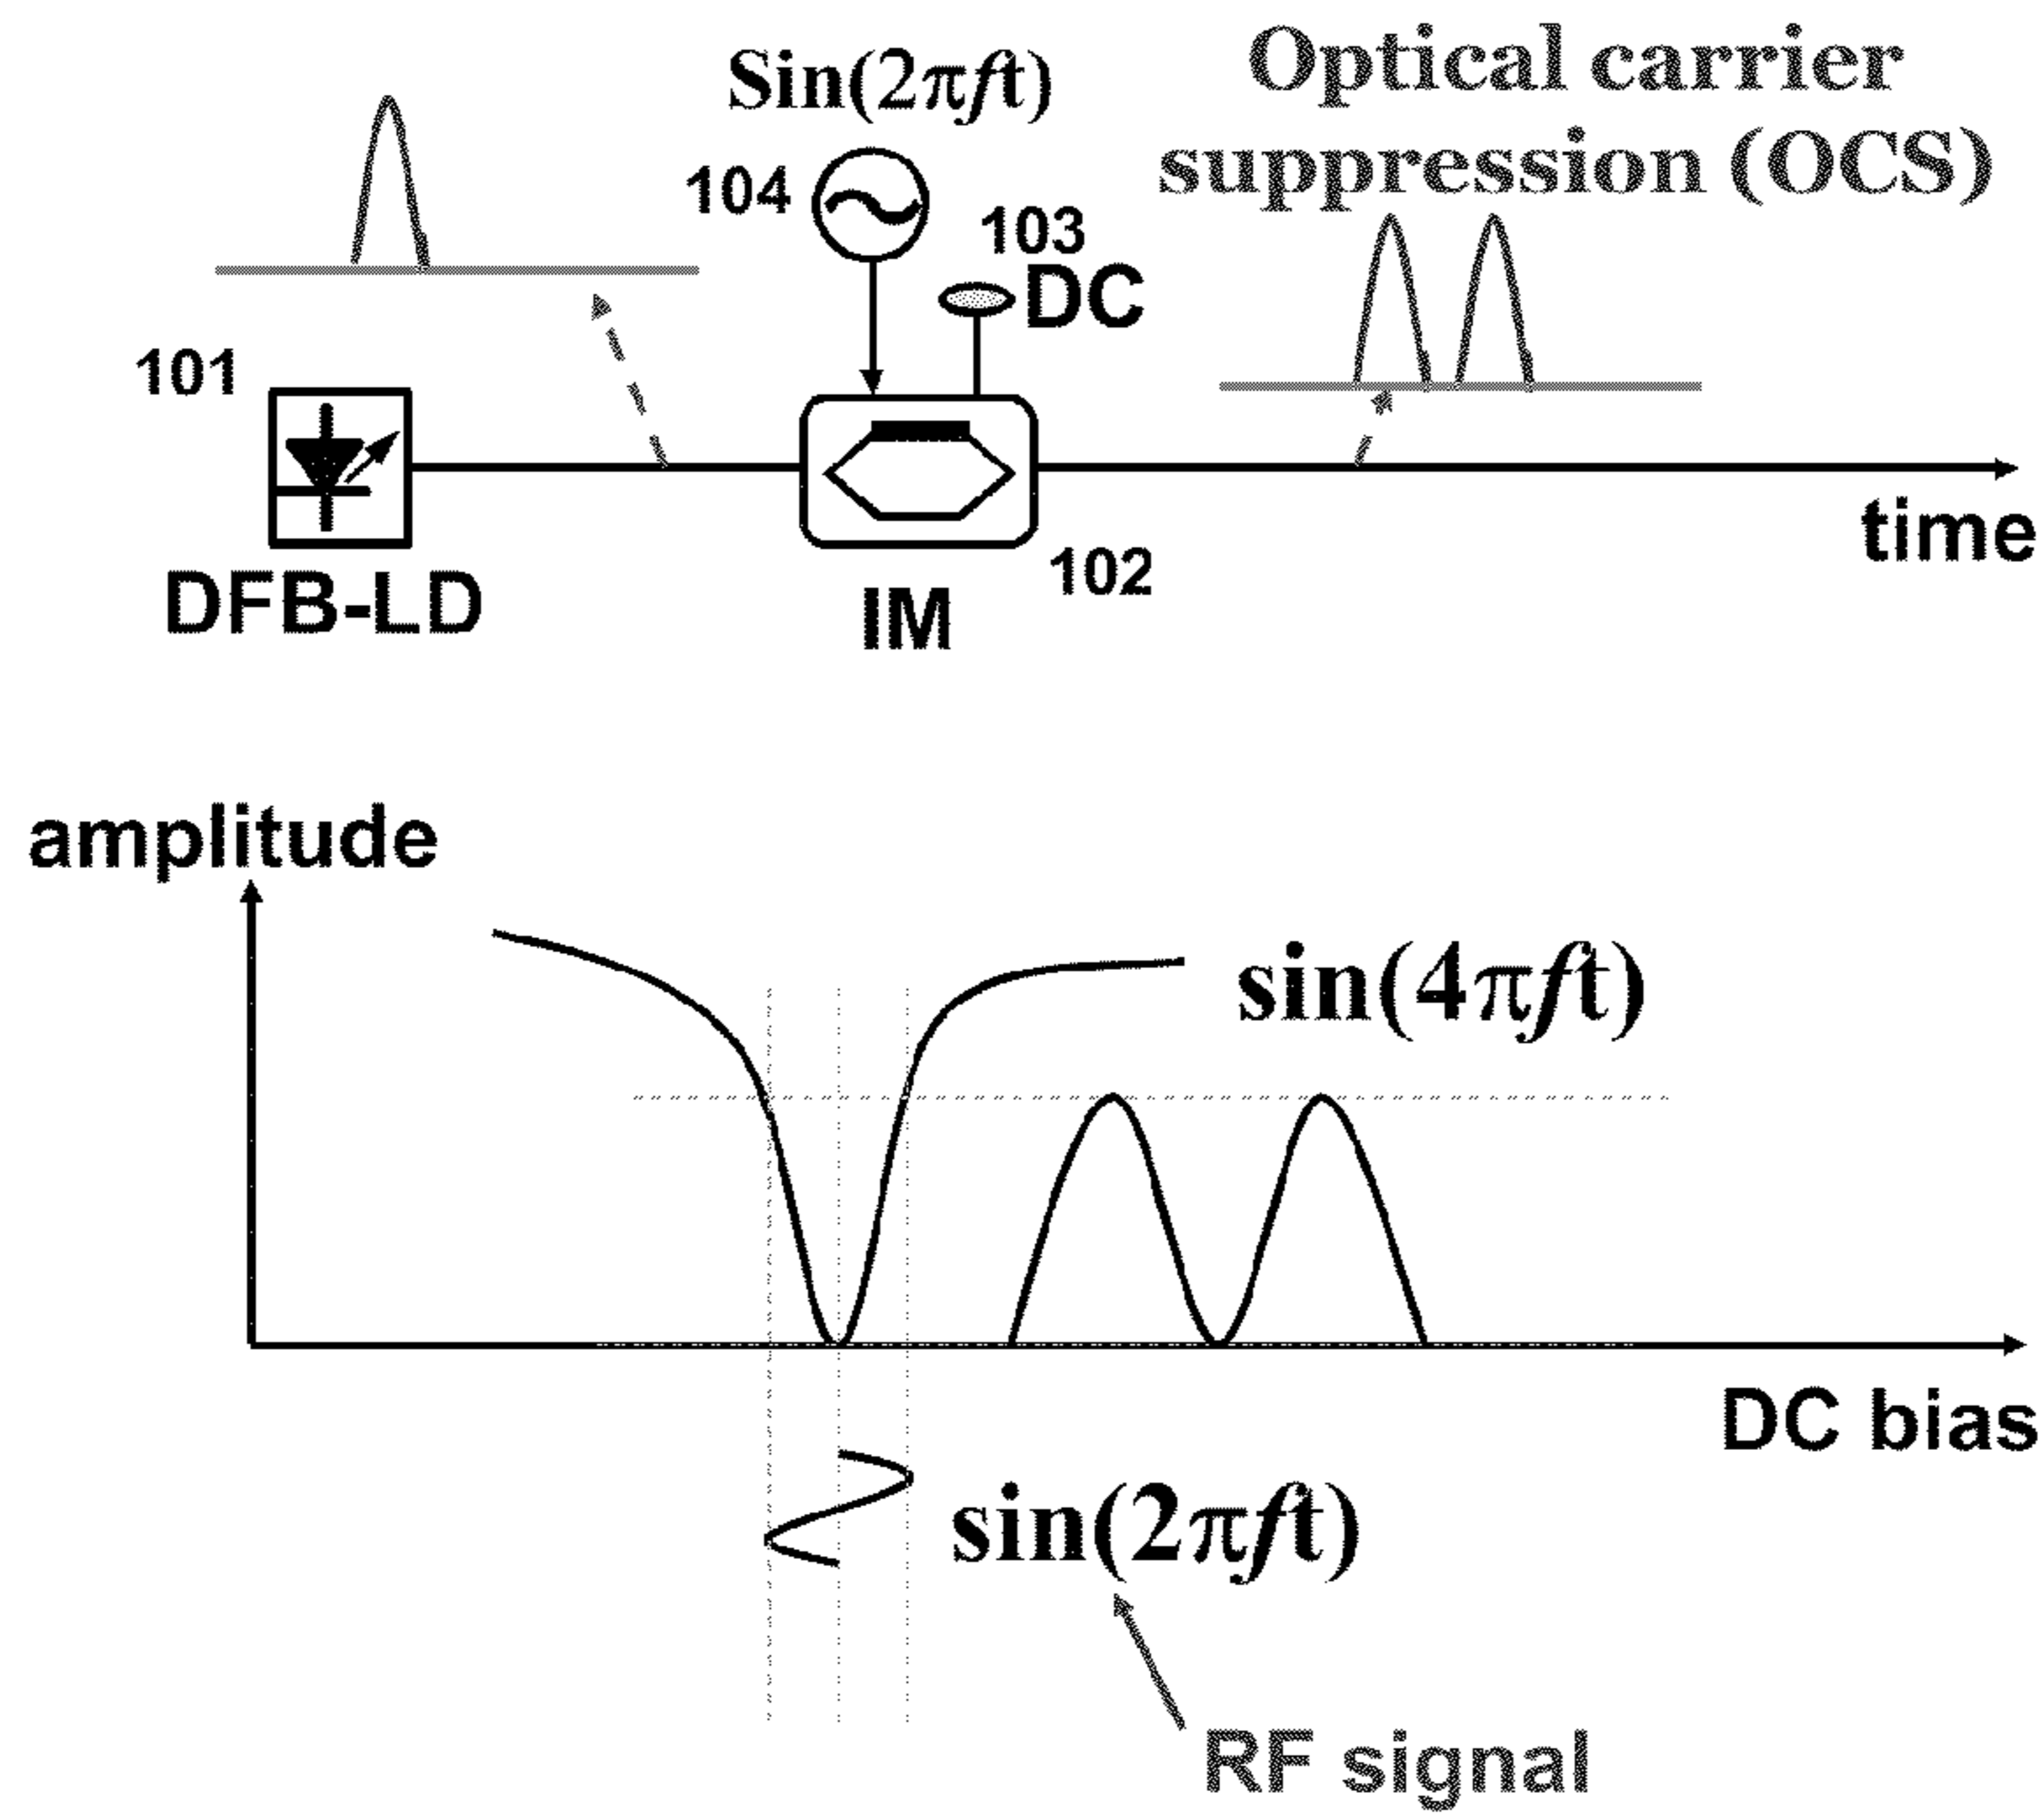 Sin(2πft)
Optical carrier
suppression (OCS)
104
103
DC
101
DFB-LD
IM
102
time
amplitude
sin(4πft)
DC bias
sin(2πft)
RF signal